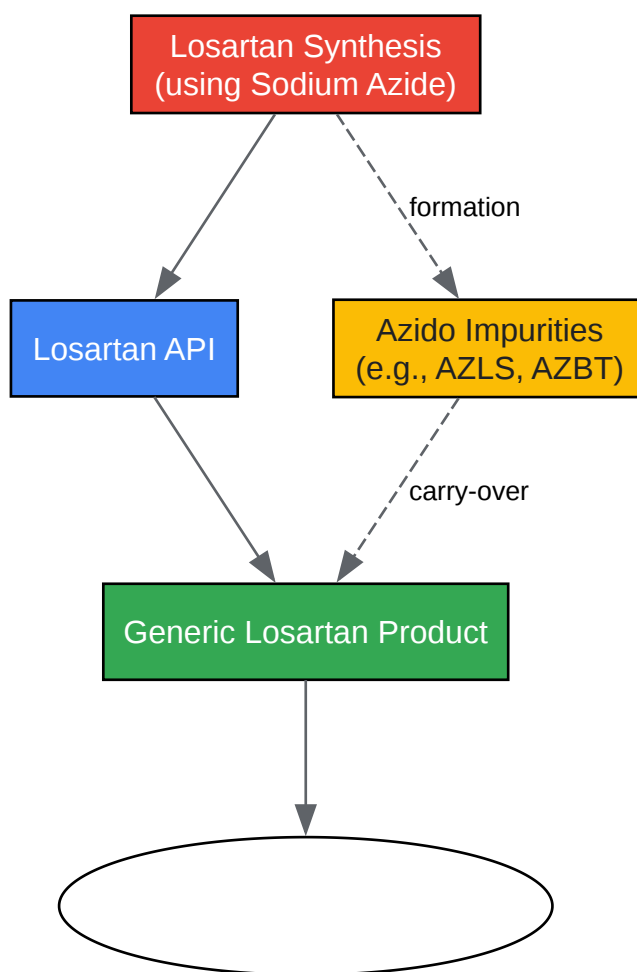 Losartan Synthesis
(using Sodium Azide)
formation
Losartan API
Azido Impurities
(e.g., AZLS, AZBT)
carry-over
Generic Losartan Product